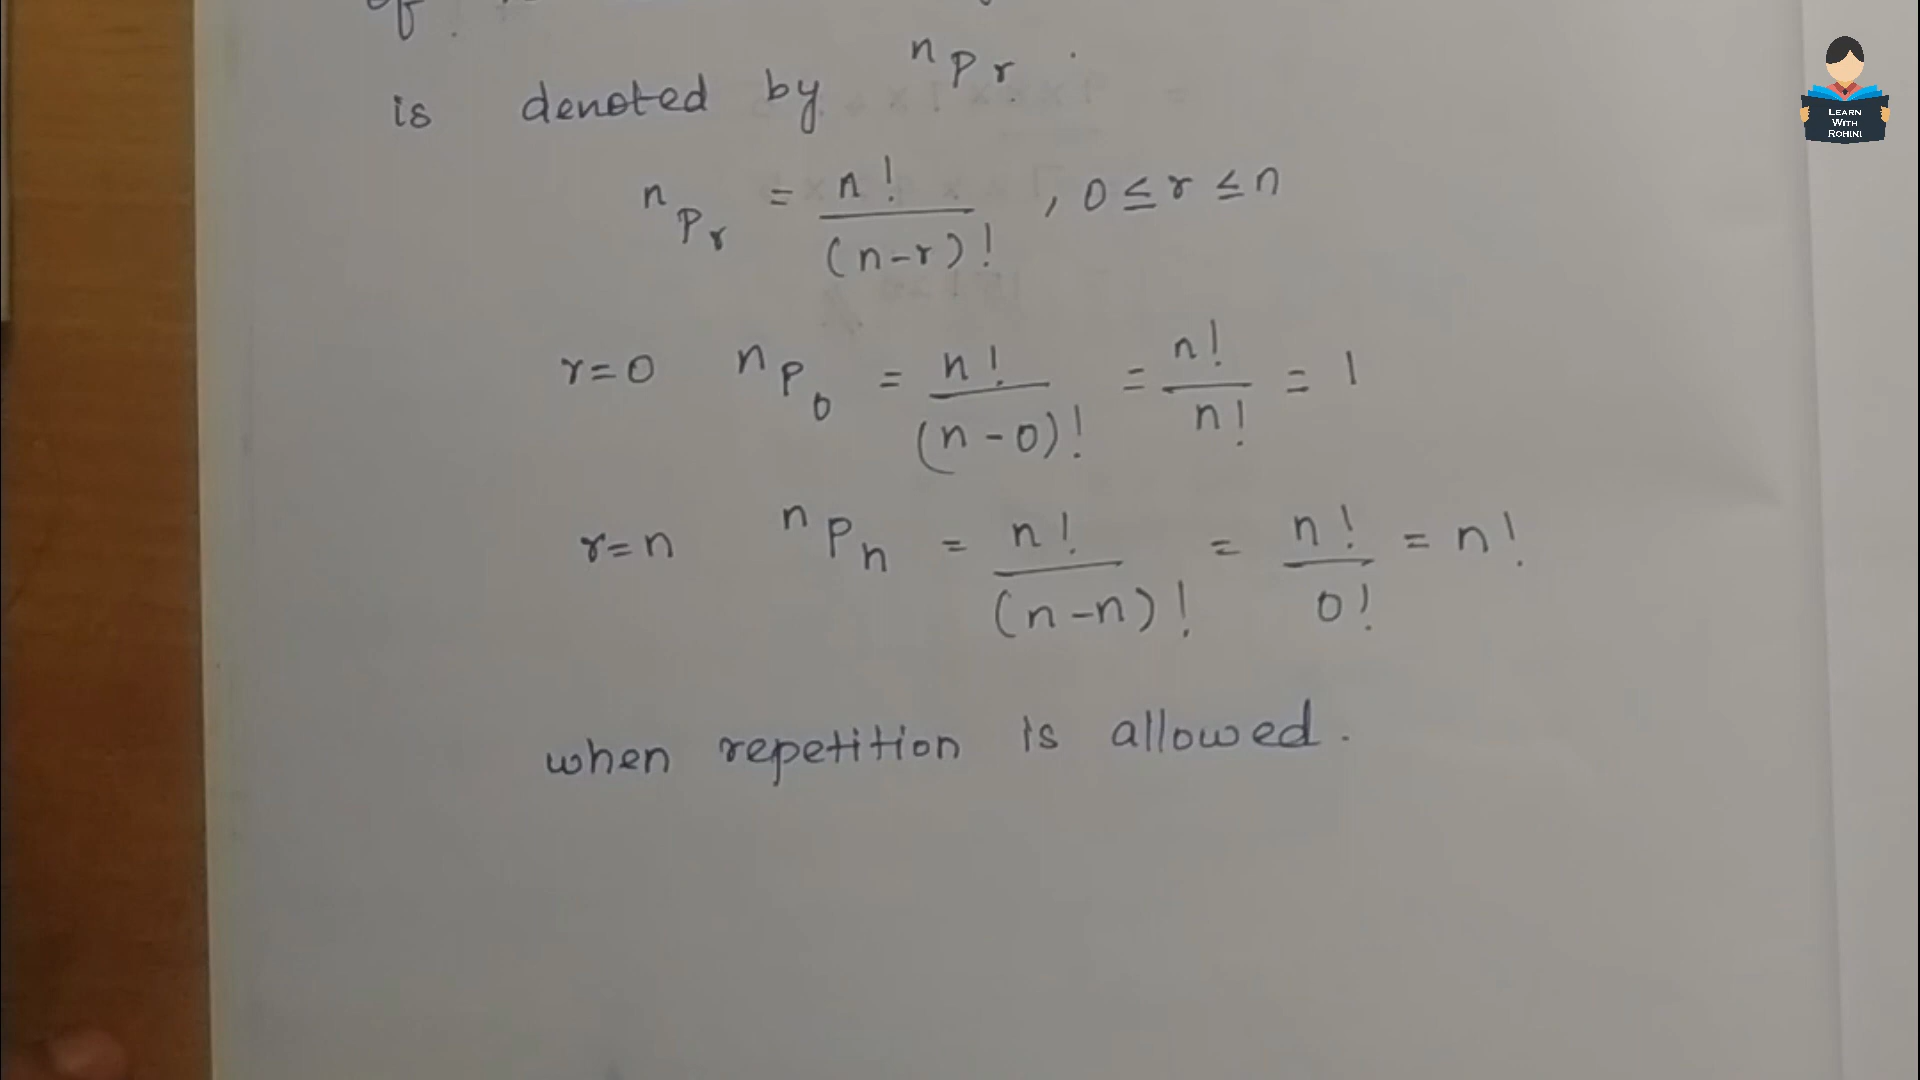 of
is denoted by nPr.
nPr = n!/(n-r)! , 0 ≤ r ≤ n
r=0 nP0 = n!/(n-0)! = n!/n! = 1
r=n nPn = n!/(n-n)! = n!/0! = n!
when repetition is allowed.
LEARN
WITH
ROHINI